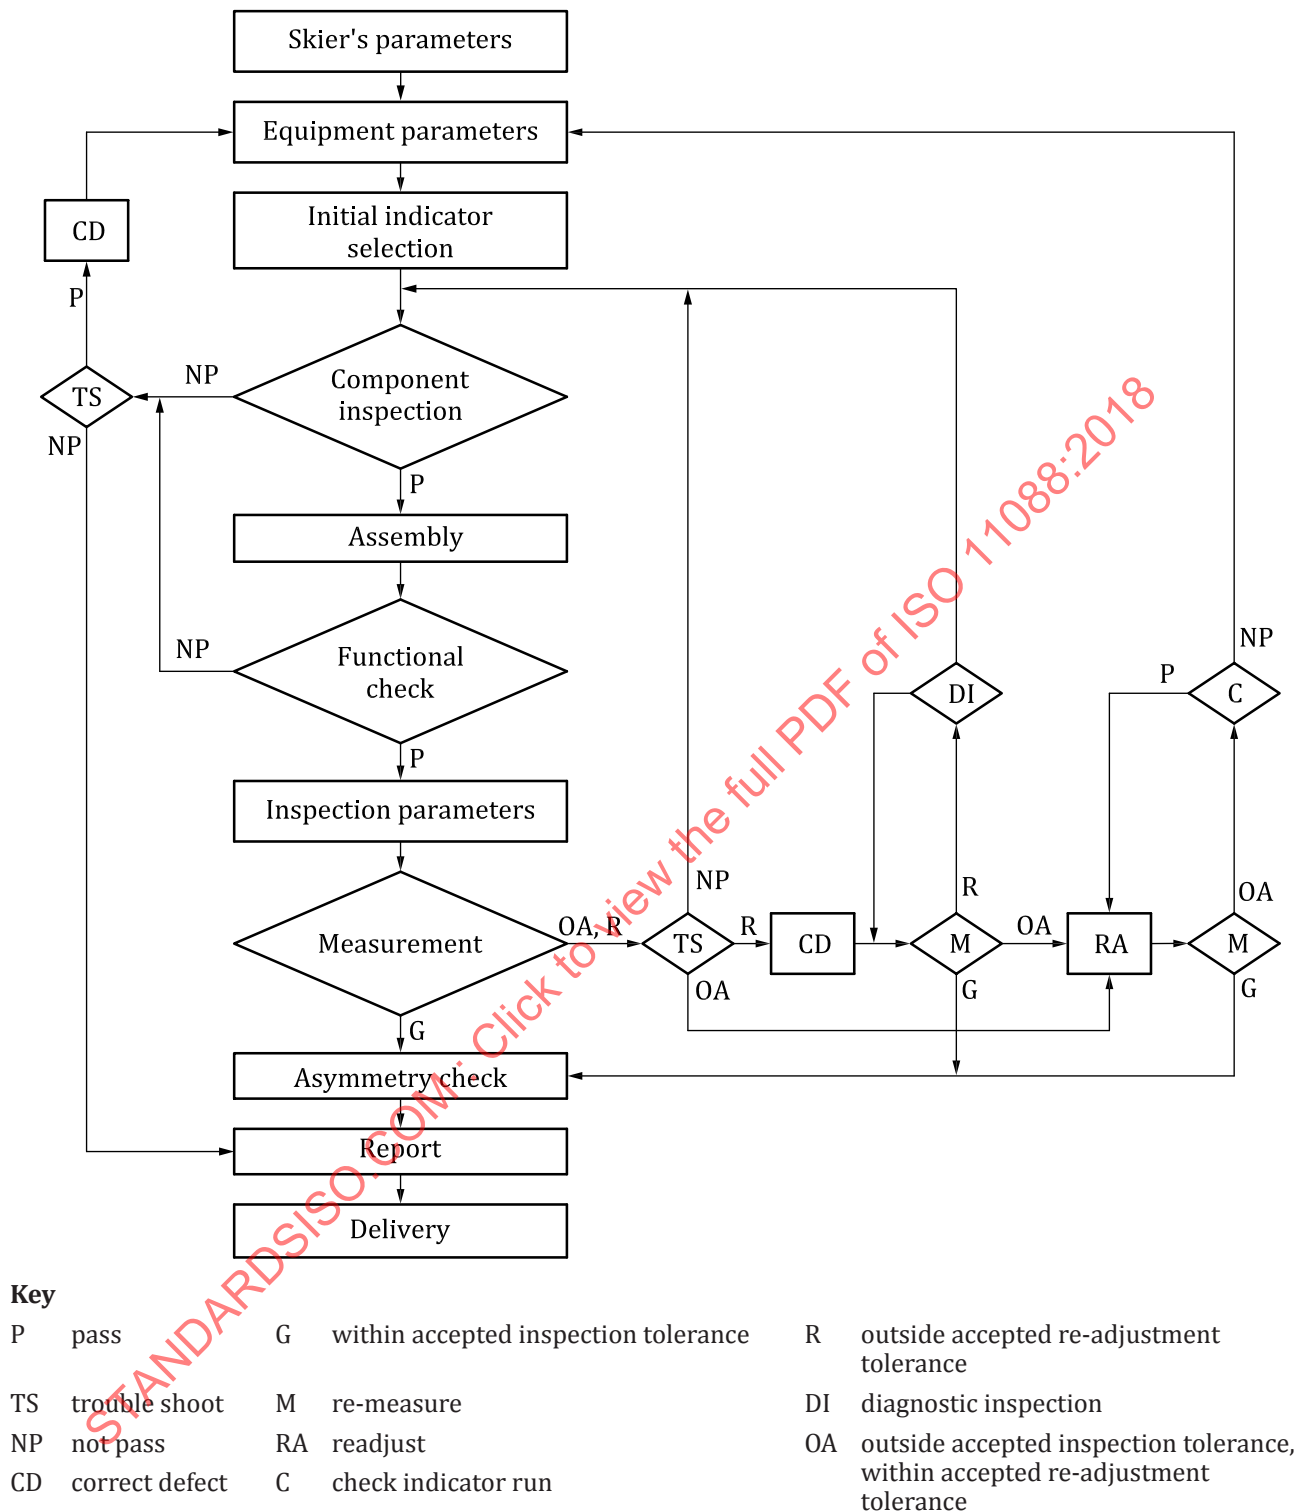 Skier's parameters
Equipment parameters
Initial indicator
selection
CD
P
TS
NP
NP
Component
inspection
P
Assembly
NP
Functional
check
P
Inspection parameters
Measurement
OA, R
TS
NP
R
OA
CD
DI
R
M
OA
G
RA
P
C
NP
OA
M
G
G
Asymmetry check
Report
Delivery
STANDARDSISO.COM : Click to view the full PDF of ISO 11088:2018
Key
P pass G within accepted inspection tolerance R outside accepted re-adjustment
tolerance
TS trouble shoot M re-measure DI diagnostic inspection
NP not pass RA readjust OA outside accepted inspection tolerance,
CD correct defect C check indicator run within accepted re-adjustment
tolerance